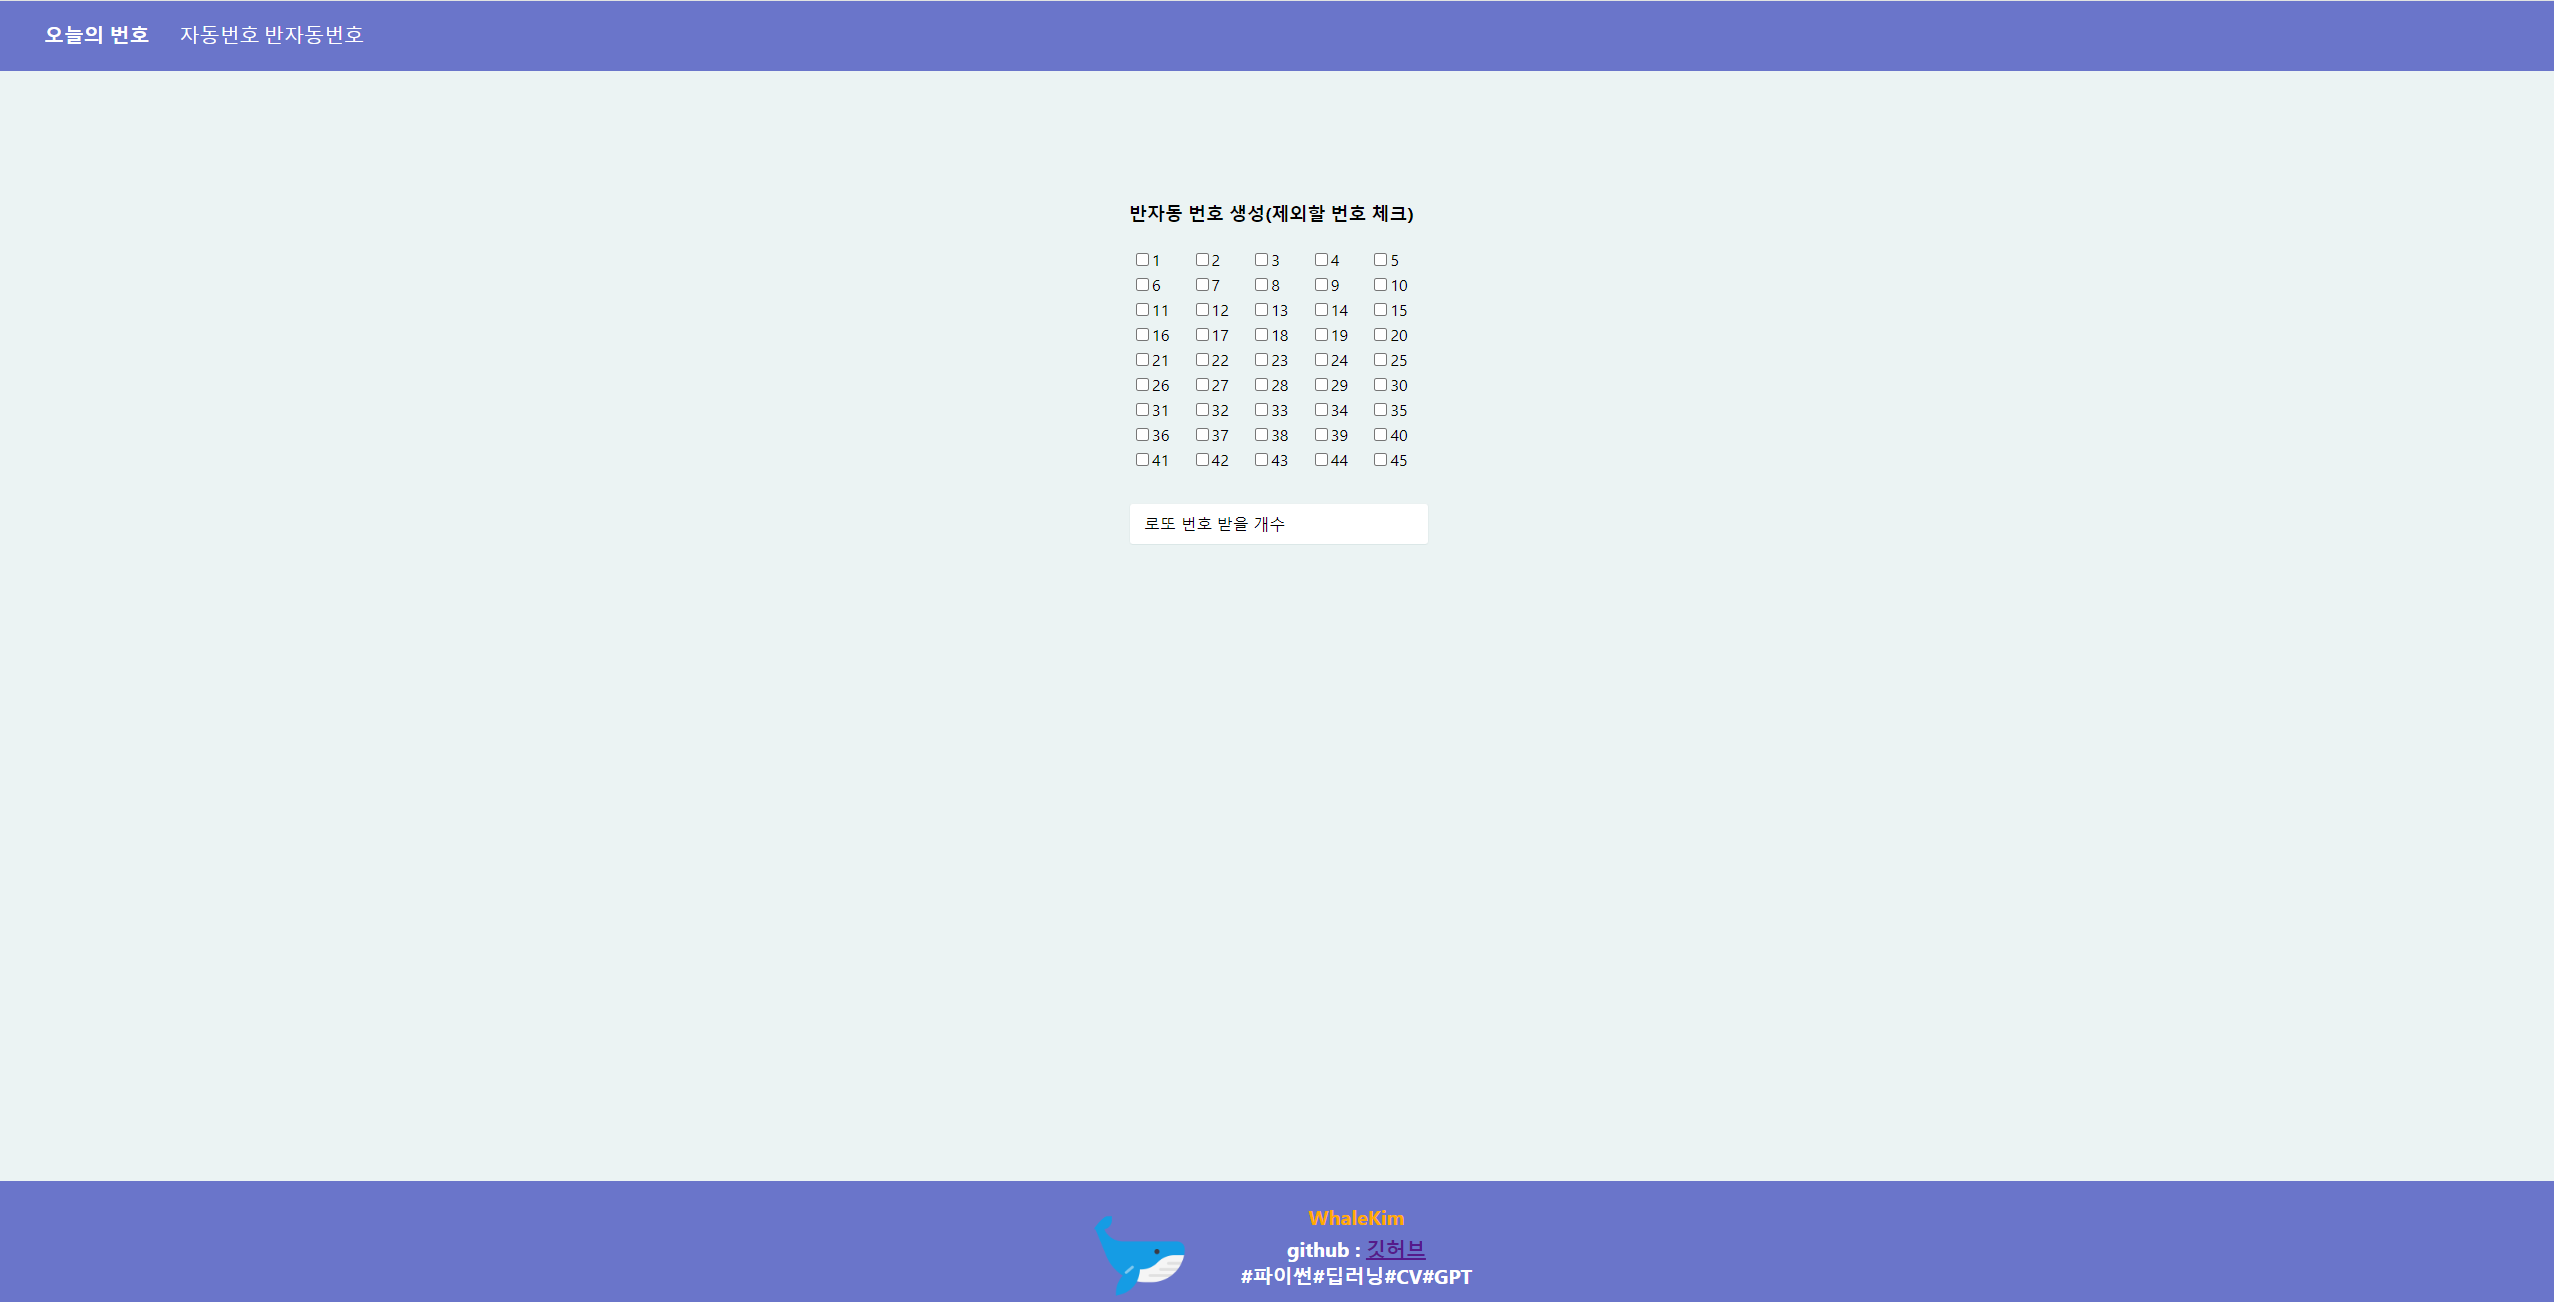 오늘의 번호 자동번호 반자동번호
반자동 번호 생성(제외할 번호 체크)
1 2 3 4 5
6 7 8 9 10
11 12 13 14 15
16 17 18 19 20
21 22 23 24 25
26 27 28 29 30
31 32 33 34 35
36 37 38 39 40
41 42 43 44 45
로또 번호 받을 개수
WhaleKim
github : 깃허브
#파이썬#딥러닝#CV#GPT